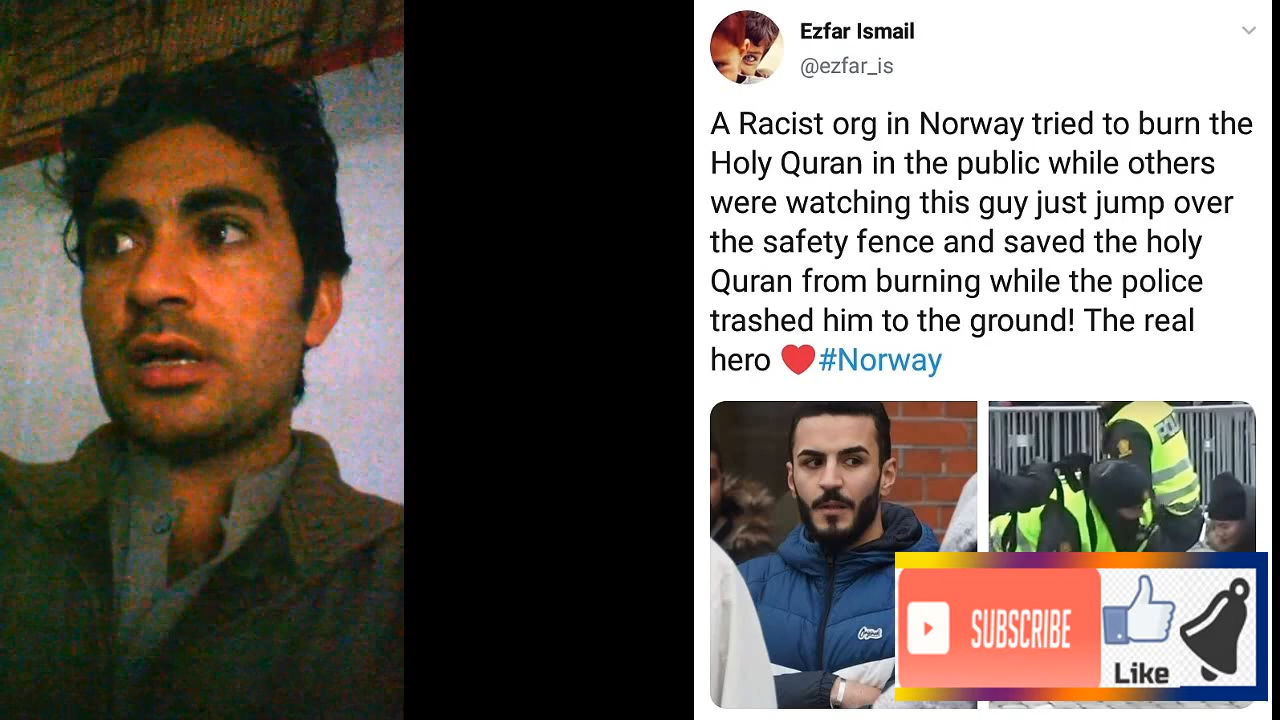 Ezfar Ismail
@ezfar_is
A Racist org in Norway tried to burn the
Holy Quran in the public while others
were watching this guy just jump over
the safety fence and saved the holy
Quran from burning while the police
trashed him to the ground! The real
hero ❤️#Norway
SUBSCRIBE
Like